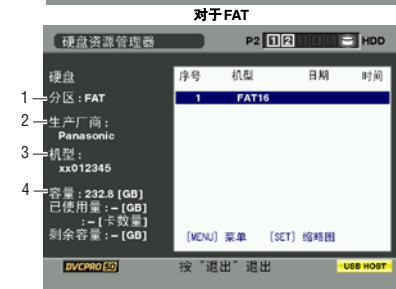 对于FAT
硬盘资源管理器 P2 1 2 3 4 5 HDD
硬盘
序号 机型 日期 时间
1 分区 : FAT
1 FAT16
2 生产厂商 :
Panasonic
3 机型 :
xx012345
4 容量 : 232.8 [GB]
已使用量 : – [GB]
: – [卡数量]
剩余容量 : – [GB]
[MENU] 菜单 [SET] 缩略图
DVCPRO 50 按 "退出" 退出 USB HOST